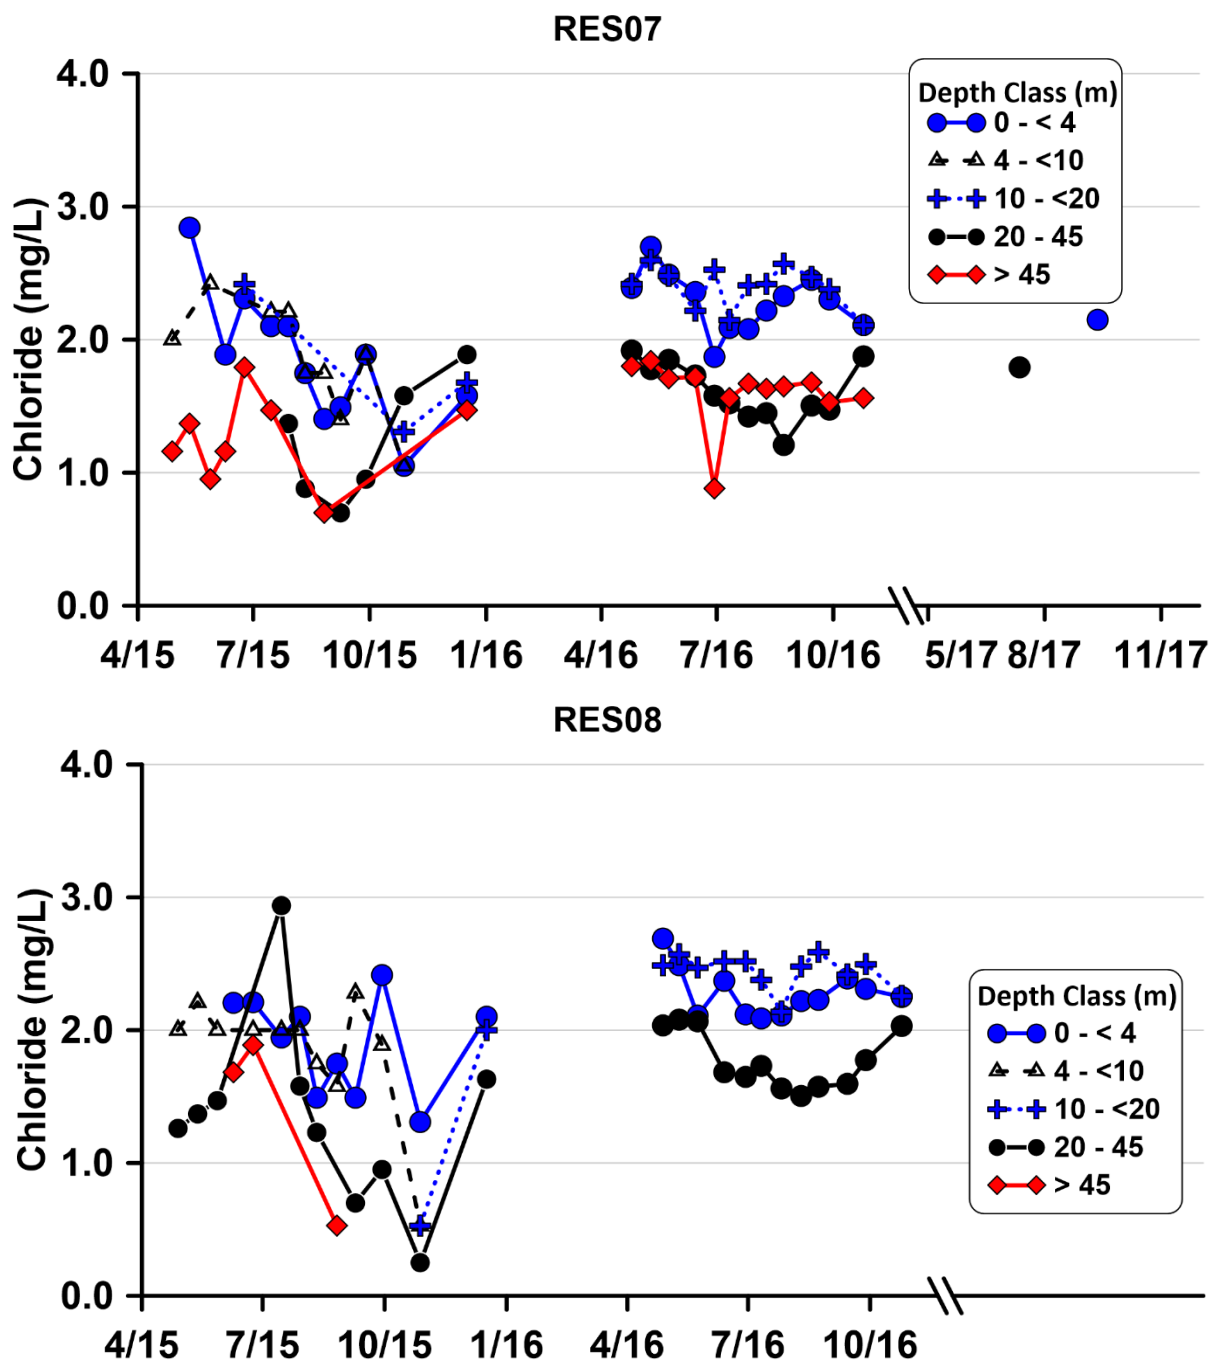 RES07
4.0
3.0
2.0
1.0
0.0
Chloride (mg/L)
Depth Class (m)
0 - < 4
4 - <10
10 - <20
20 - 45
> 45
4/15 7/15 10/15 1/16 4/16 7/16 10/16 5/17 8/17 11/17
RES08
4.0
3.0
2.0
1.0
0.0
Chloride (mg/L)
Depth Class (m)
0 - < 4
4 - <10
10 - <20
20 - 45
> 45
4/15 7/15 10/15 1/16 4/16 7/16 10/16